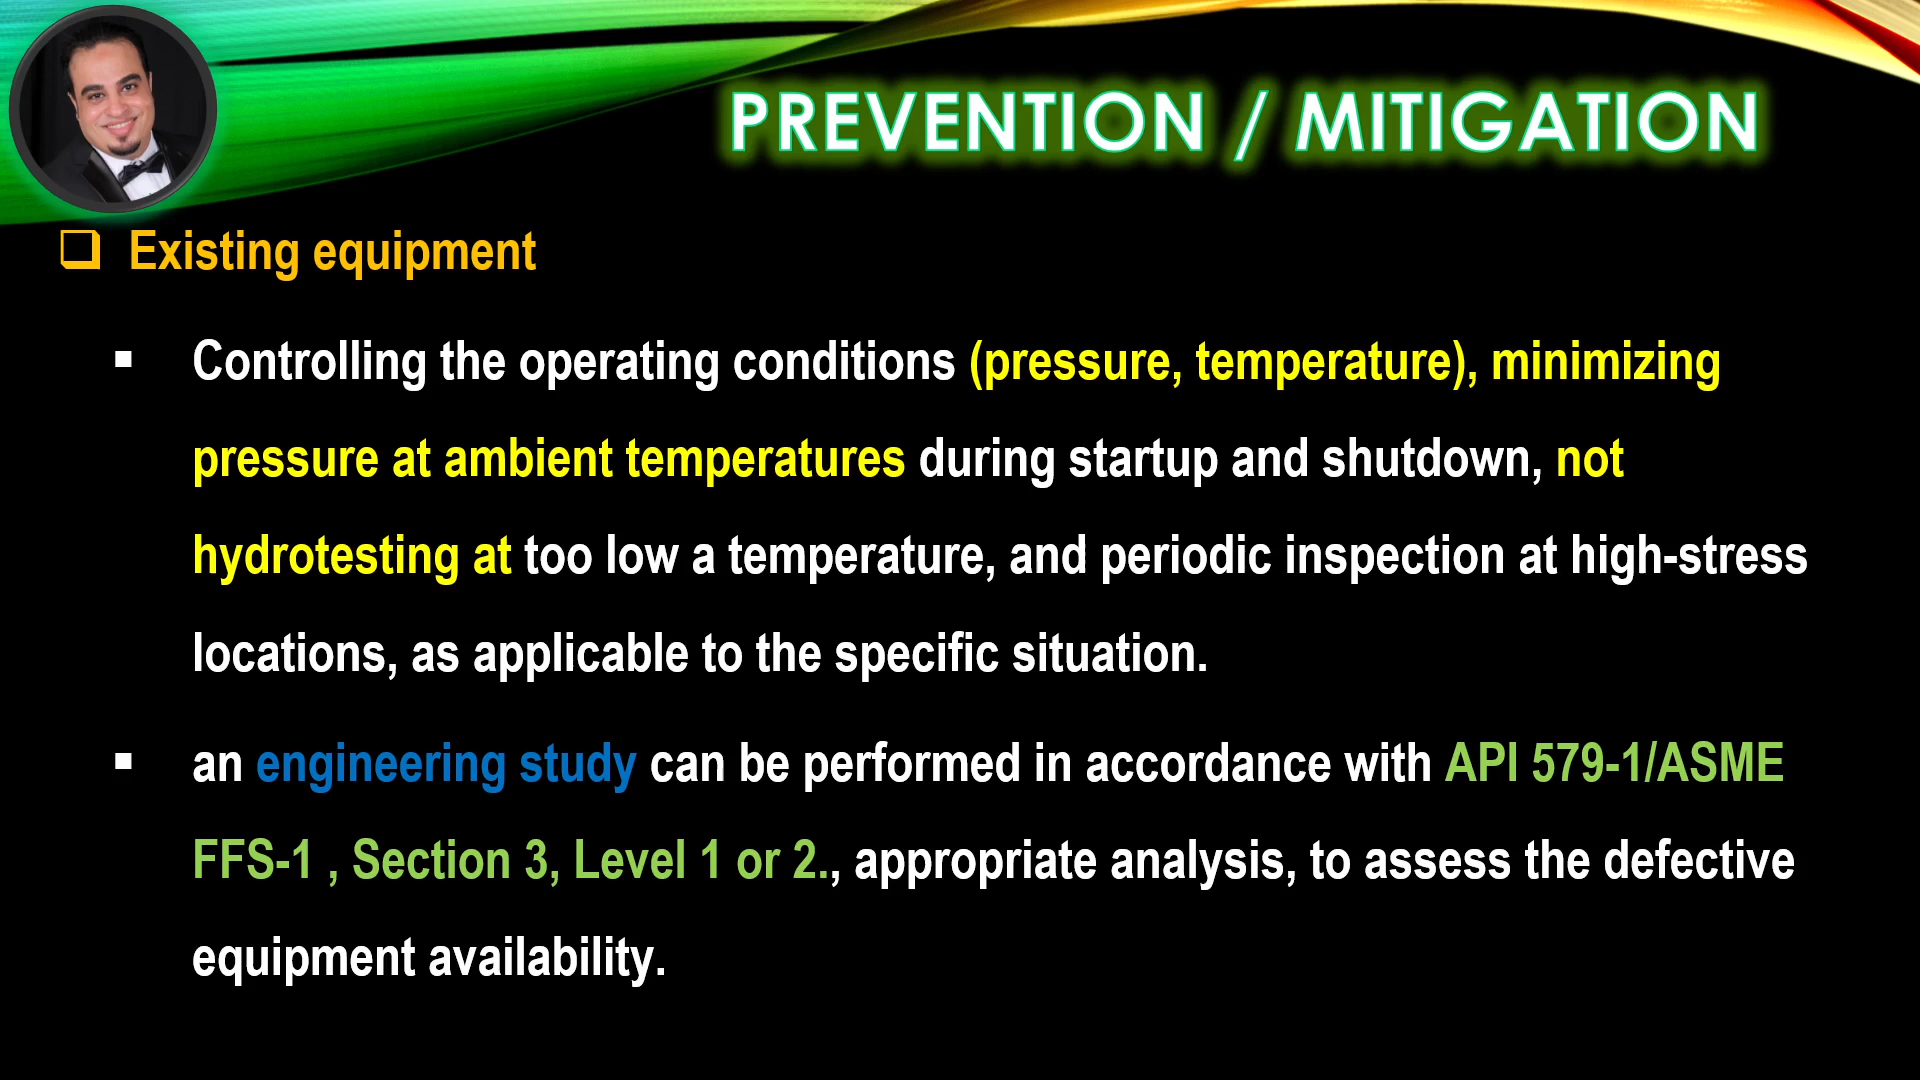 PREVENTION / MITIGATION
❑ Existing equipment
▪ Controlling the operating conditions (pressure, temperature), minimizing
pressure at ambient temperatures during startup and shutdown, not
hydrotesting at too low a temperature, and periodic inspection at high-stress
locations, as applicable to the specific situation.
▪ an engineering study can be performed in accordance with API 579-1/ASME
FFS-1 , Section 3, Level 1 or 2., appropriate analysis, to assess the defective
equipment availability.